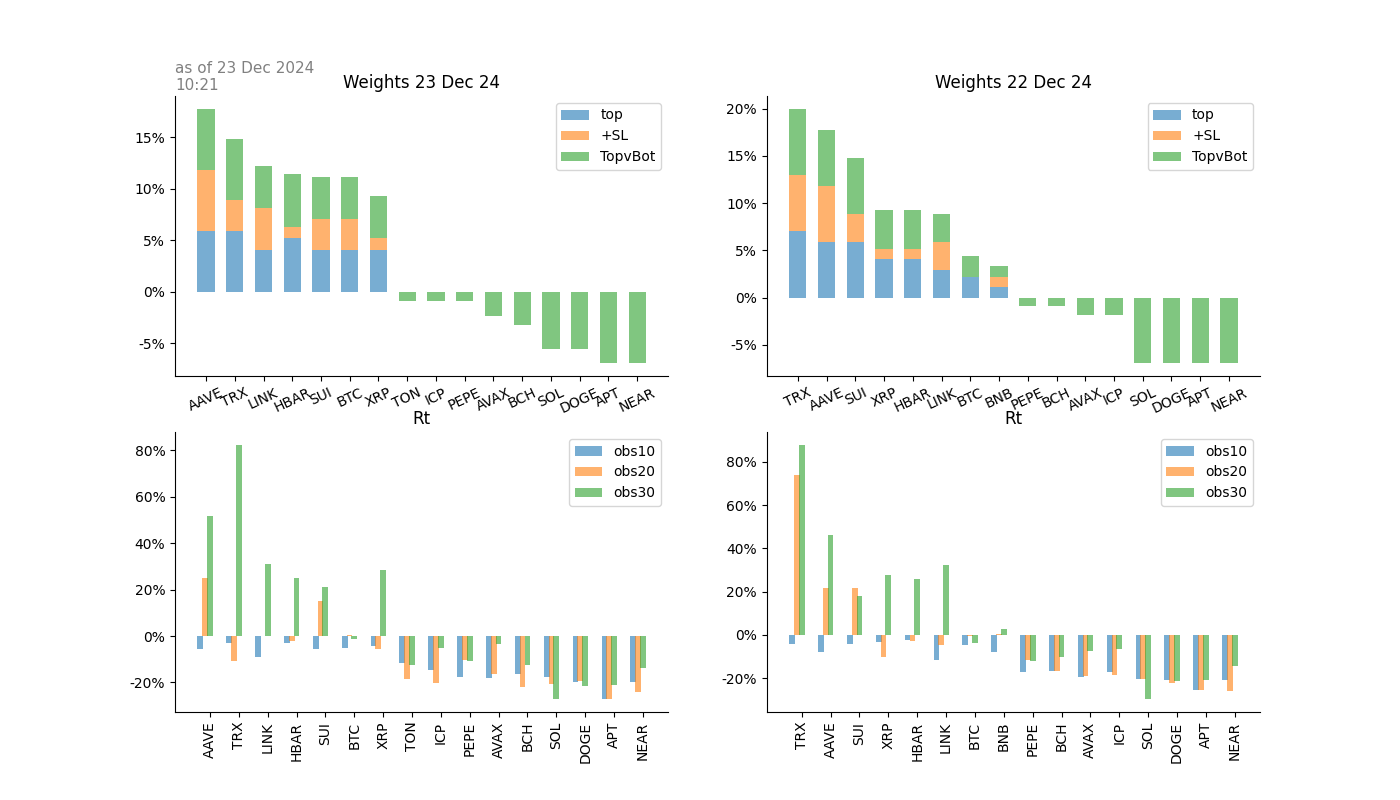 as of 23 Dec 2024
10:21
Weights 23 Dec 24
15%
10%
5%
0%
-5%
top
+SL
TopvBot
AAVE TRX LINK HBAR SUI BTC XRP TON ICP PEPE AVAX BCH SOL DOGE APT NEAR
Weights 22 Dec 24
20%
15%
10%
5%
0%
-5%
top
+SL
TopvBot
TRX AAVE SUI XRP HBAR LINK BTC BNB PEPE BCH AVAX ICP SOL DOGE APT NEAR
Rt
80%
60%
40%
20%
0%
-20%
obs10
obs20
obs30
AAVE TRX LINK HBAR SUI BTC XRP TON ICP PEPE AVAX BCH SOL DOGE APT NEAR
Rt
80%
60%
40%
20%
0%
-20%
obs10
obs20
obs30
TRX AAVE SUI XRP HBAR LINK BTC BNB PEPE BCH AVAX ICP SOL DOGE APT NEAR